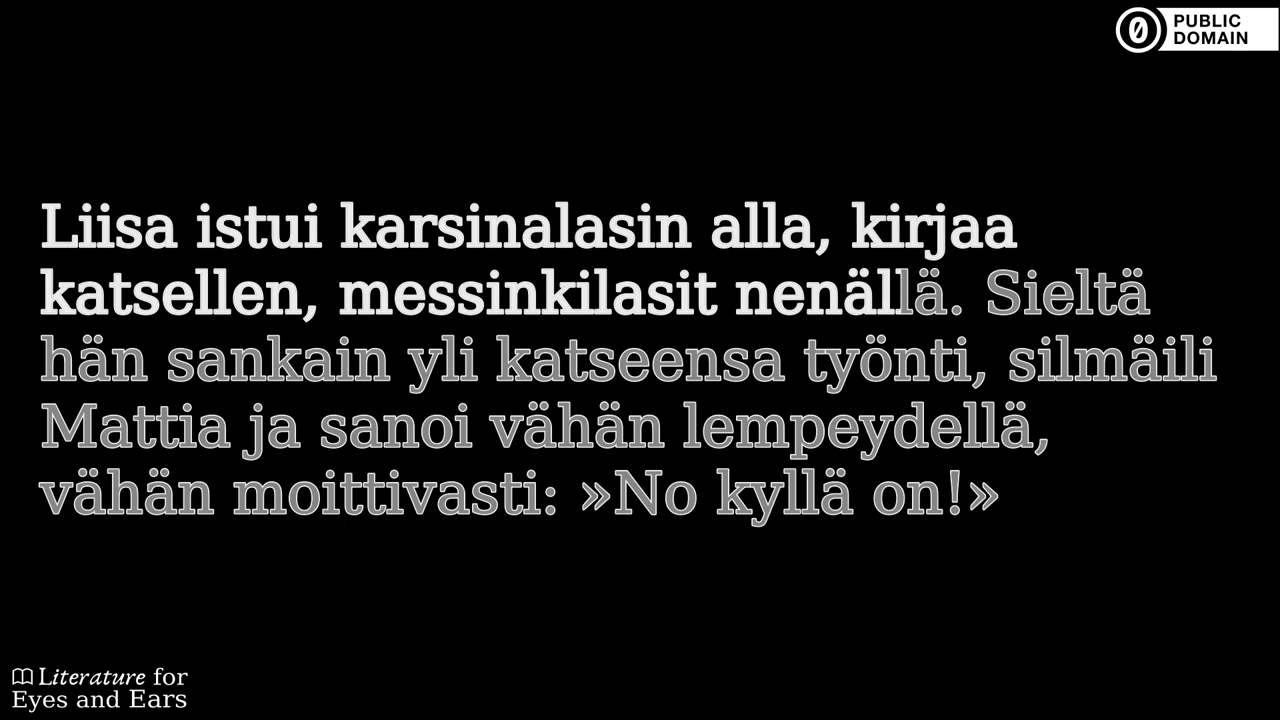 PUBLIC
DOMAIN
Liisa istui karsinalasin alla, kirjaa
katsellen, messinkilasit nenällä. Sieltä
hän sankain yli katseensa työnti, silmäili
Mattia ja sanoi vähän lempeydellä,
vähän moittivasti: »No kyllä on!»
Literature for
Eyes and Ears